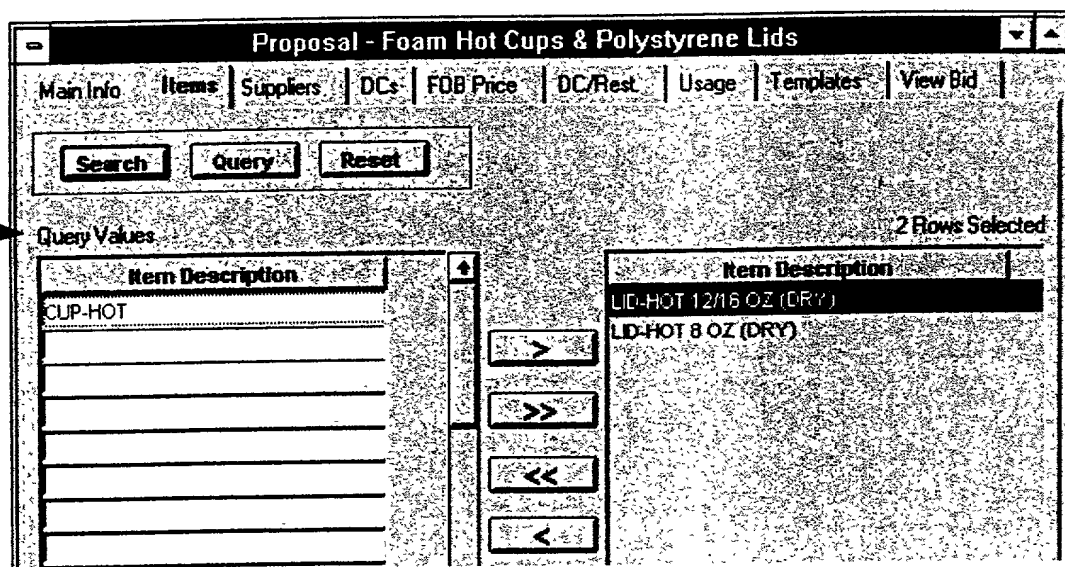 Proposal - Foam Hot Cups & Polystyrene Lids
Main Info Items Suppliers DCs FOB Price DC/Rest. Usage Templates View Bid
Search Query Reset
Query Values 2 Rows Selected
Item Description Item Description
CUP-HOT LID-HOT 12/16 OZ (DRY)
LID-HOT 8 OZ (DRY)
>
>>
<<
<